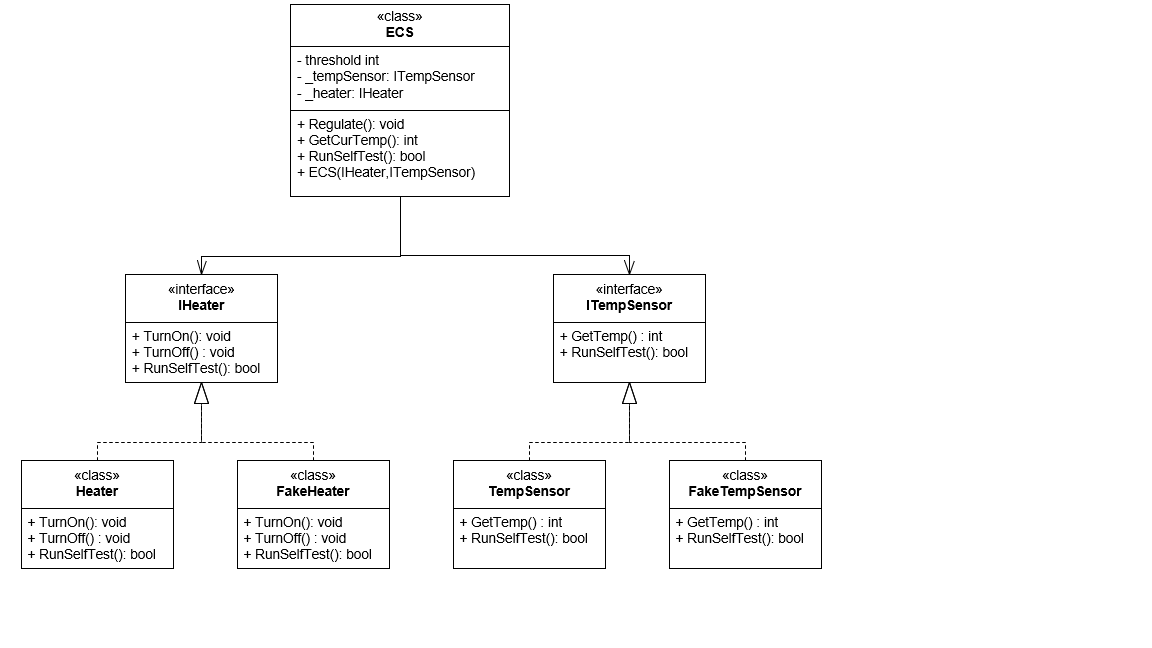 «class»
ECS
- threshold int
- _tempSensor: ITempSensor
- _heater: IHeater
+ Regulate(): void
+ GetCurTemp(): int
+ RunSelfTest(): bool
+ ECS(IHeater,ITempSensor)
«interface»
IHeater
+ TurnOn(): void
+ TurnOff() : void
+ RunSelfTest(): bool
«interface»
ITempSensor
+ GetTemp() : int
+ RunSelfTest(): bool
«class»
Heater
+ TurnOn(): void
+ TurnOff() : void
+ RunSelfTest(): bool
«class»
FakeHeater
+ TurnOn(): void
+ TurnOff() : void
+ RunSelfTest(): bool
«class»
TempSensor
+ GetTemp() : int
+ RunSelfTest(): bool
«class»
FakeTempSensor
+ GetTemp() : int
+ RunSelfTest(): bool